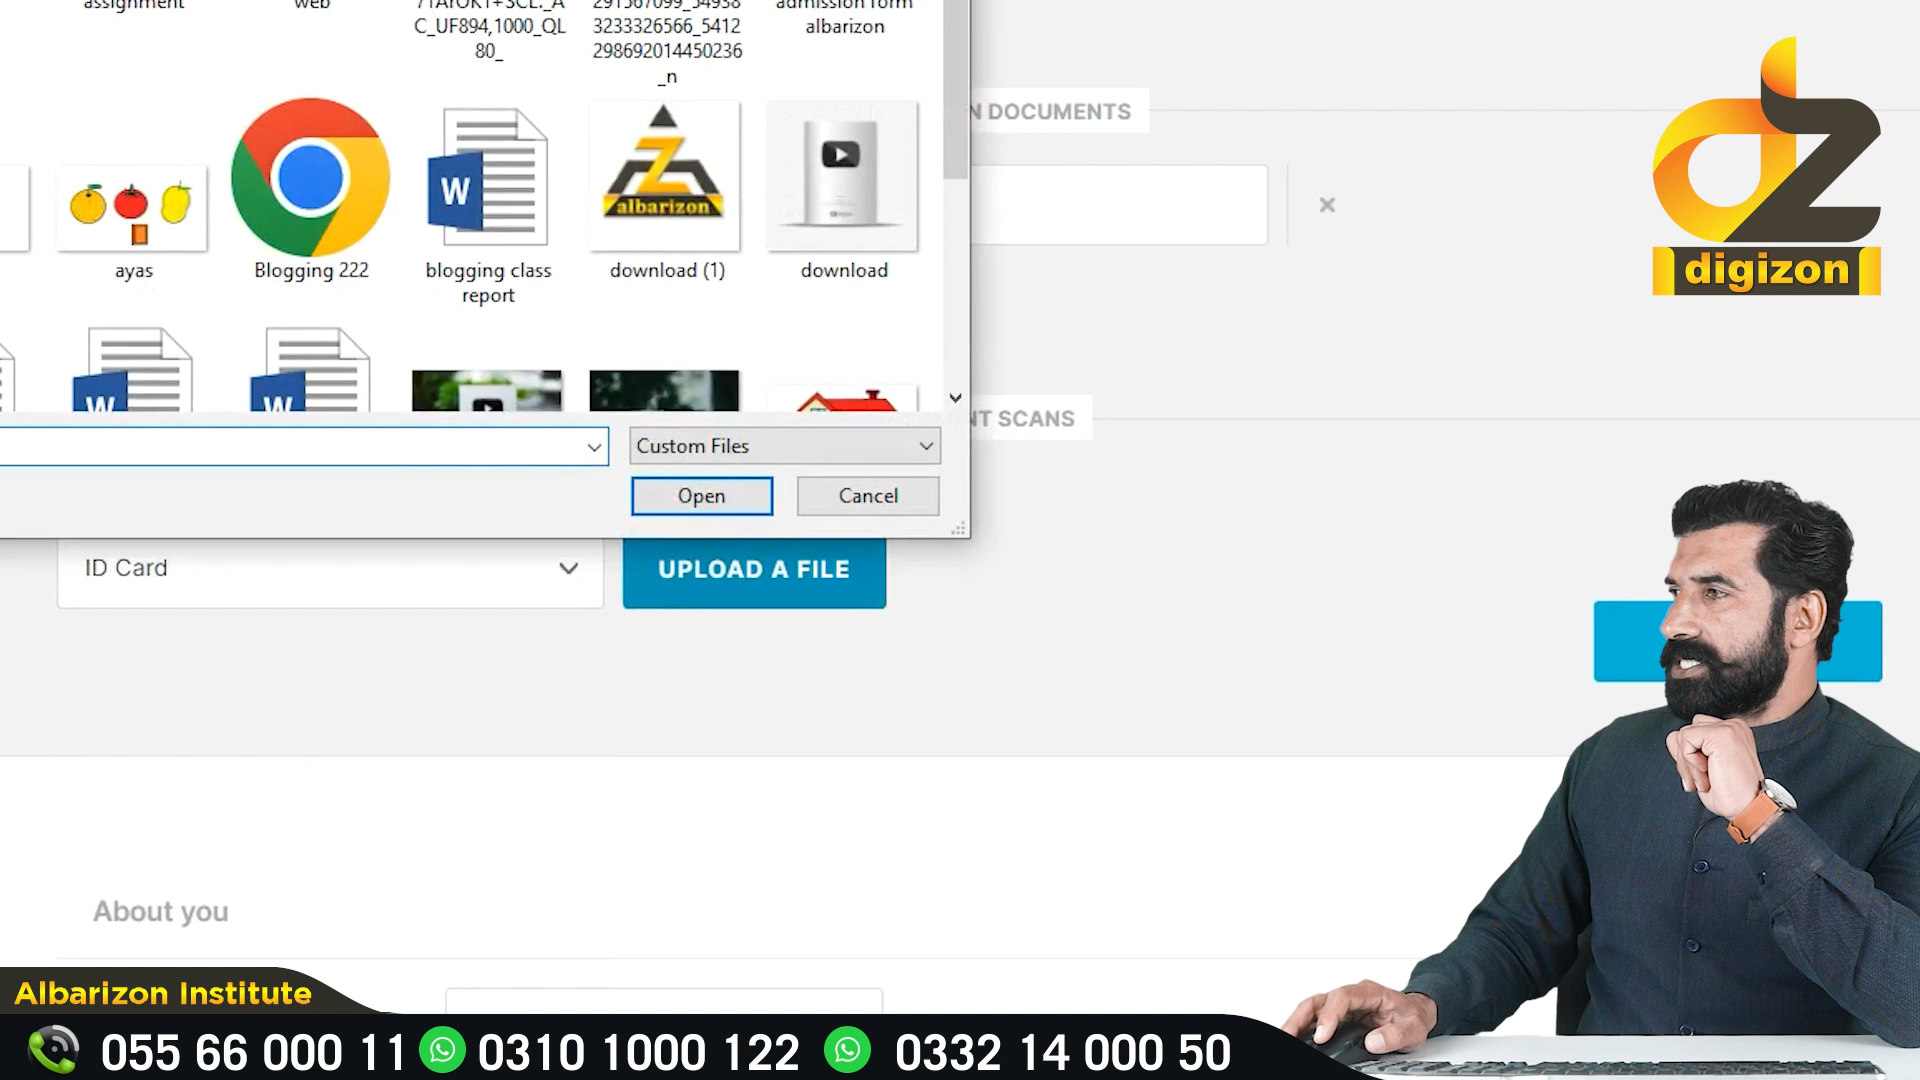 assignment
web
C_UF894,1000_QL
80_
291567099_54938
3233326566_5412
298692014450236
_n
admission form
albarizon
N DOCUMENTS
digizon
W
albarizon
ayas
Blogging 222
blogging class
report
download (1)
download
W
W
NT SCANS
Custom Files
Open
Cancel
ID Card
UPLOAD A FILE
About you
Albarizon Institute
055 66 000 11
0310 1000 122
0332 14 000 50